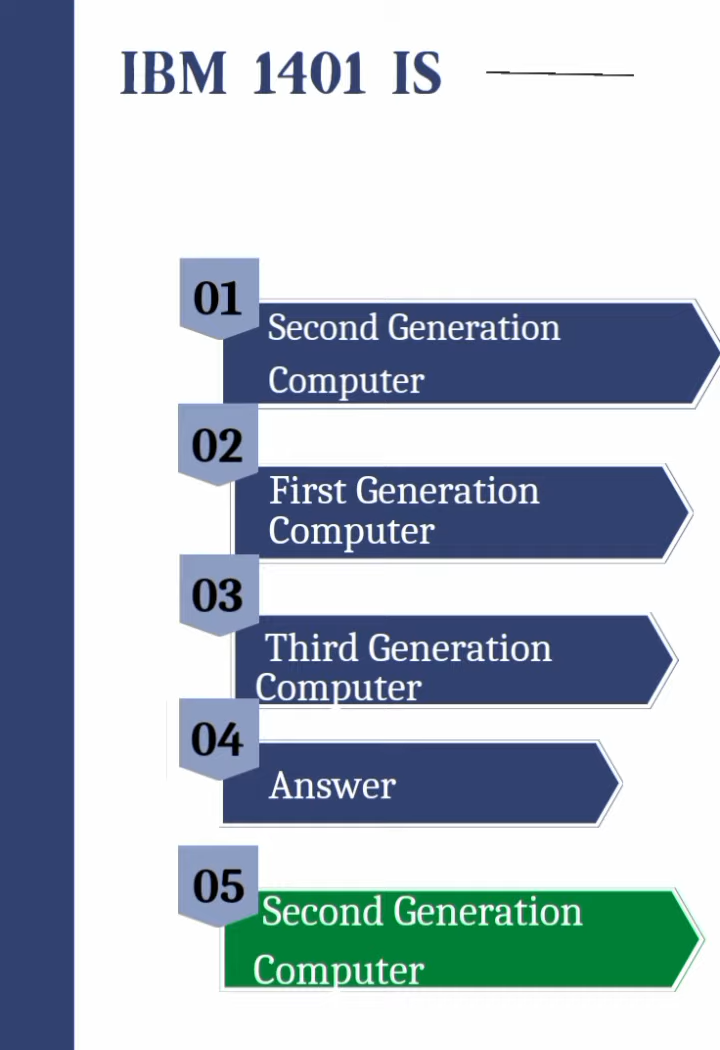 IBM 1401 IS
01
Second Generation
Computer
02
First Generation
Computer
03
Third Generation
Computer
04
Answer
05
Second Generation
Computer